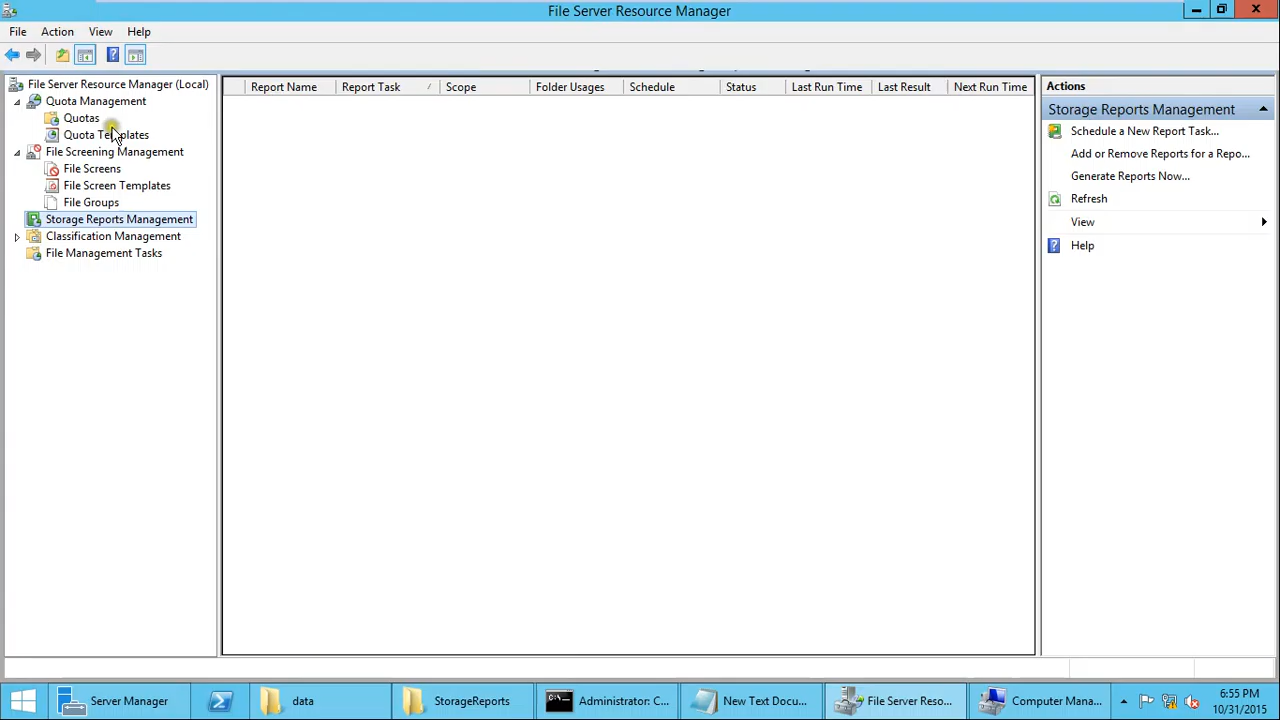 File Server Resource Manager
File Action View Help
File Server Resource Manager (Local)
Quota Management
Quotas
Quota Templates
File Screening Management
File Screens
File Screen Templates
File Groups
Storage Reports Management
Classification Management
File Management Tasks
Report Name Report Task Scope Folder Usages Schedule Status Last Run Time Last Result Next Run Time
Actions
Storage Reports Management
Schedule a New Report Task...
Add or Remove Reports for a Repo...
Generate Reports Now...
Refresh
View
Help
Server Manager data StorageReports Administrator: C... New Text Docu... File Server Reso... Computer Mana...
6:55 PM
10/31/2015